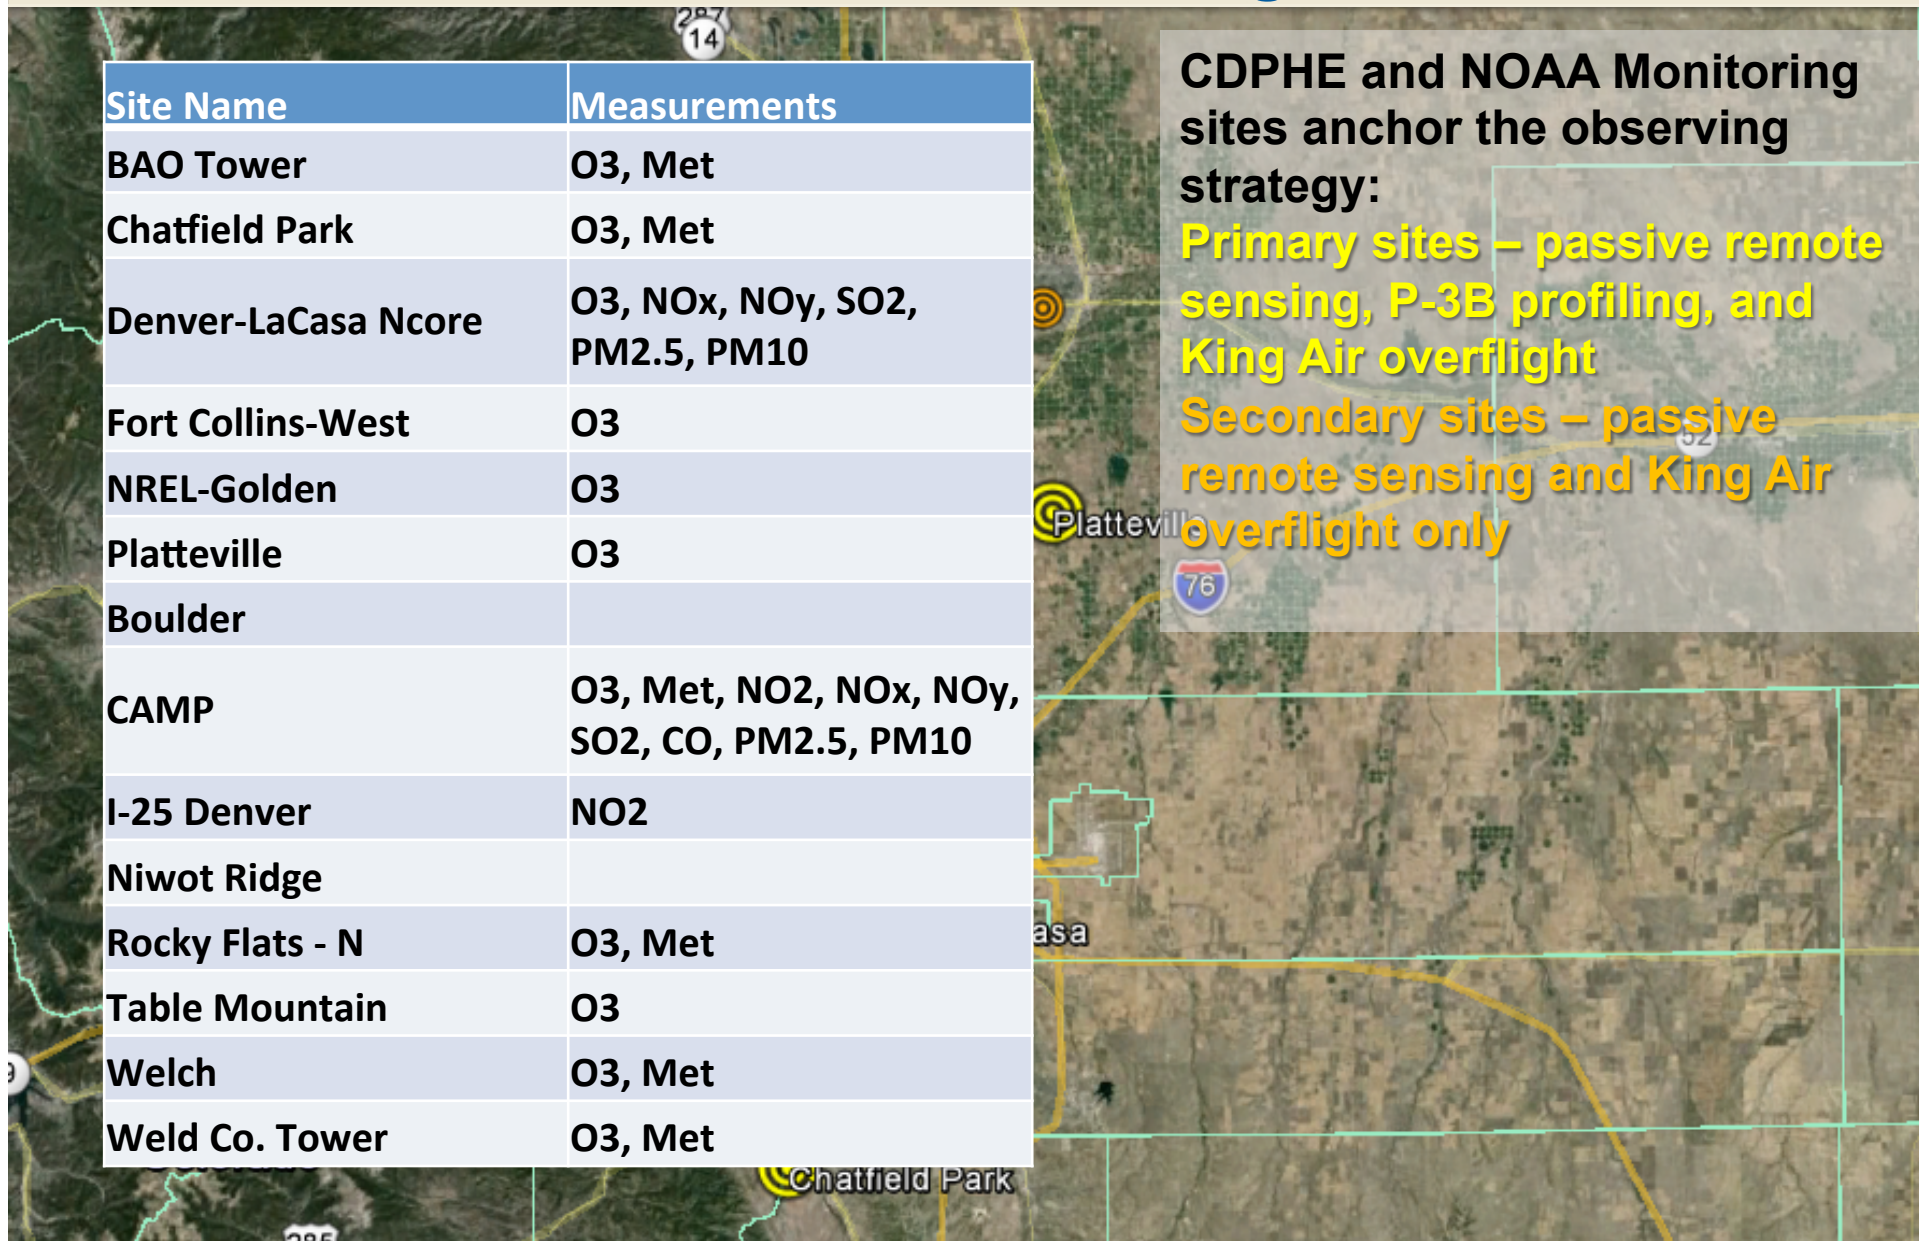 287
14
Site Name Measurements
BAO Tower O3, Met
Chatfield Park O3, Met
Denver-LaCasa Ncore O3, NOx, NOy, SO2,
PM2.5, PM10
Fort Collins-West O3
NREL-Golden O3
Platteville O3
Boulder
CAMP O3, Met, NO2, NOx, NOy,
SO2, CO, PM2.5, PM10
I-25 Denver NO2
Niwot Ridge
Rocky Flats - N O3, Met
Table Mountain O3
Welch O3, Met
Weld Co. Tower O3, Met
CDPHE and NOAA Monitoring
sites anchor the observing
strategy:
Primary sites – passive remote
sensing, P-3B profiling, and
King Air overflight
Secondary sites – passive
remote sensing and King Air
overflight only
52
Platteville
76
asa
9
Chatfield Park
285